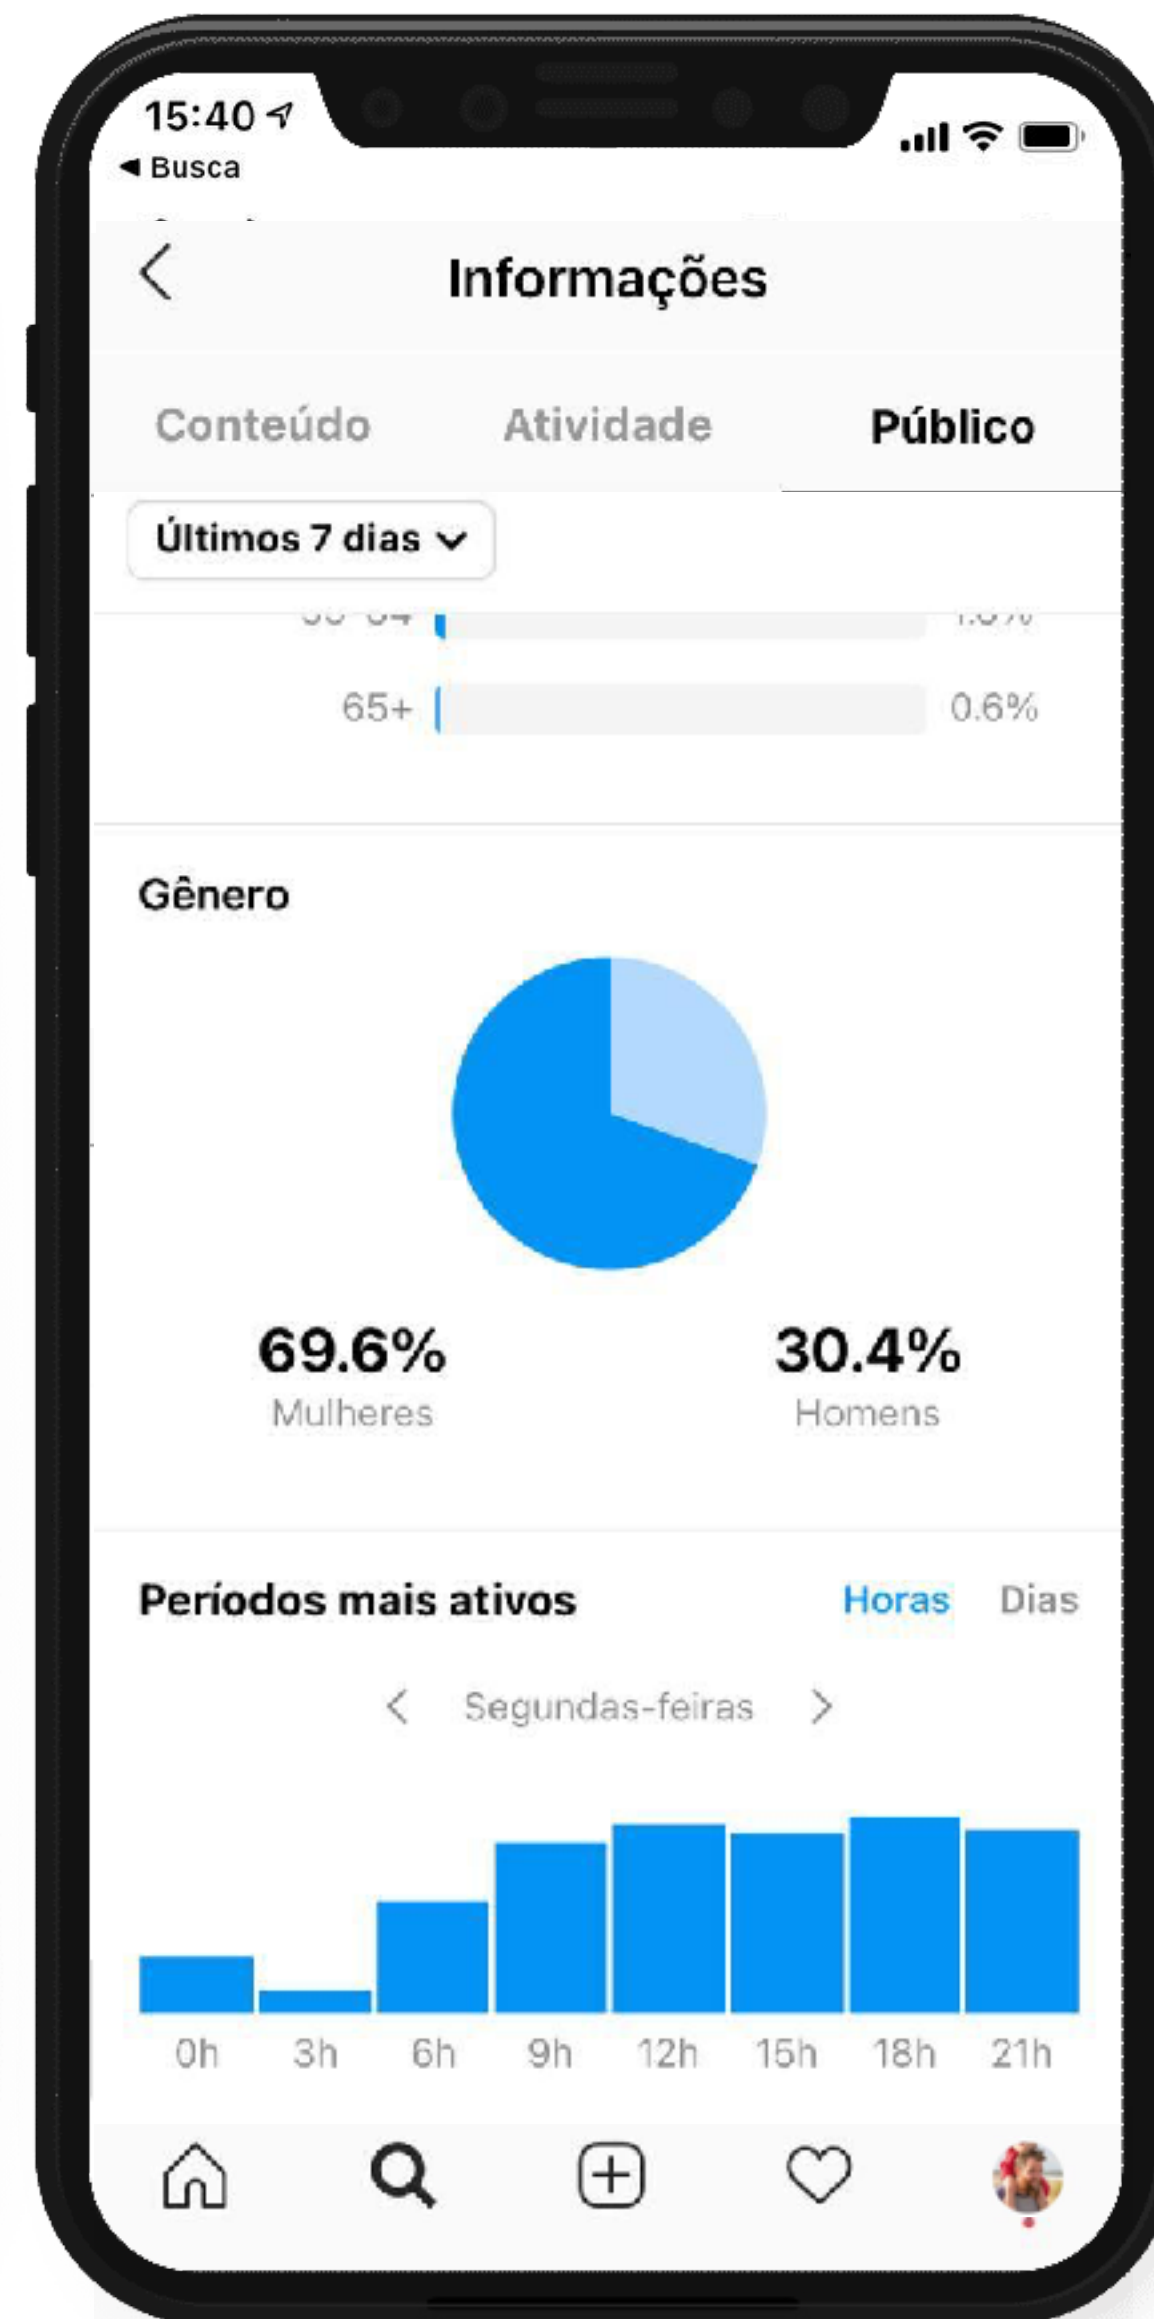 15:40
Busca
Informações
Conteúdo Atividade Público
Últimos 7 dias
65+ 0.6%
Gênero
69.6% 30.4%
Mulheres Homens
Períodos mais ativos Horas Dias
Segundas-feiras
0h 3h 6h 9h 12h 15h 18h 21h